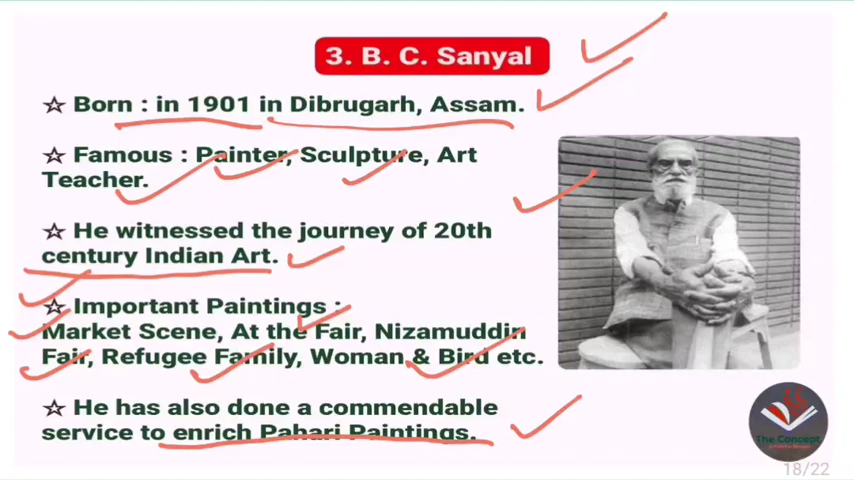 3. B. C. Sanyal
☆ Born : in 1901 in Dibrugarh, Assam.
☆ Famous : Painter, Sculpture, Art
Teacher.
☆ He witnessed the journey of 20th
century Indian Art.
☆ Important Paintings :
Market Scene, At the Fair, Nizamuddin
Fair, Refugee Family, Woman & Bird etc.
☆ He has also done a commendable
service to enrich Pahari Paintings.
The Concept
18/22